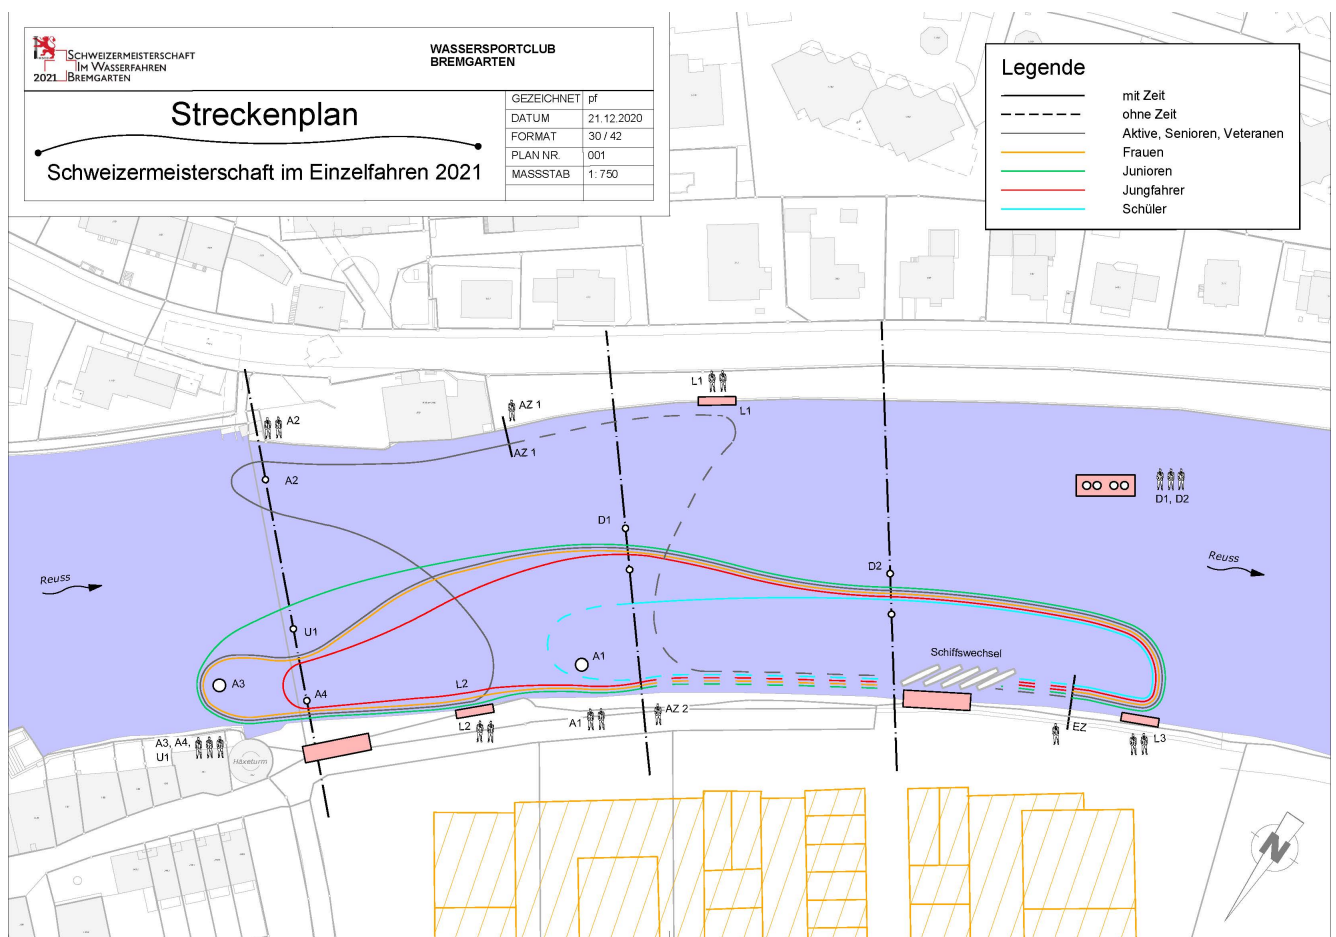 SCHWEIZERMEISTERSCHAFT
IM WASSERFAHREN
2021 BREMGARTEN
WASSERSPORTCLUB
BREMGARTEN
Streckenplan
Schweizermeisterschaft im Einzelfahren 2021
GEZEICHNET pf
DATUM 21.12.2020
FORMAT 30 / 42
PLAN NR. 001
MASSSTAB 1: 750
Legende
mit Zeit
ohne Zeit
Aktive, Senioren, Veteranen
Frauen
Junioren
Jungfahrer
Schüler
L1
L1
AZ 1
AZ 1
A2
A2
D1, D2
D1
D2
Reuss
Reuss
U1
A1
Schiffswechsel
A3
A4
L2
L2
A1
AZ 2
EZ
L3
A3, A4,
U1
Häxeturm
N